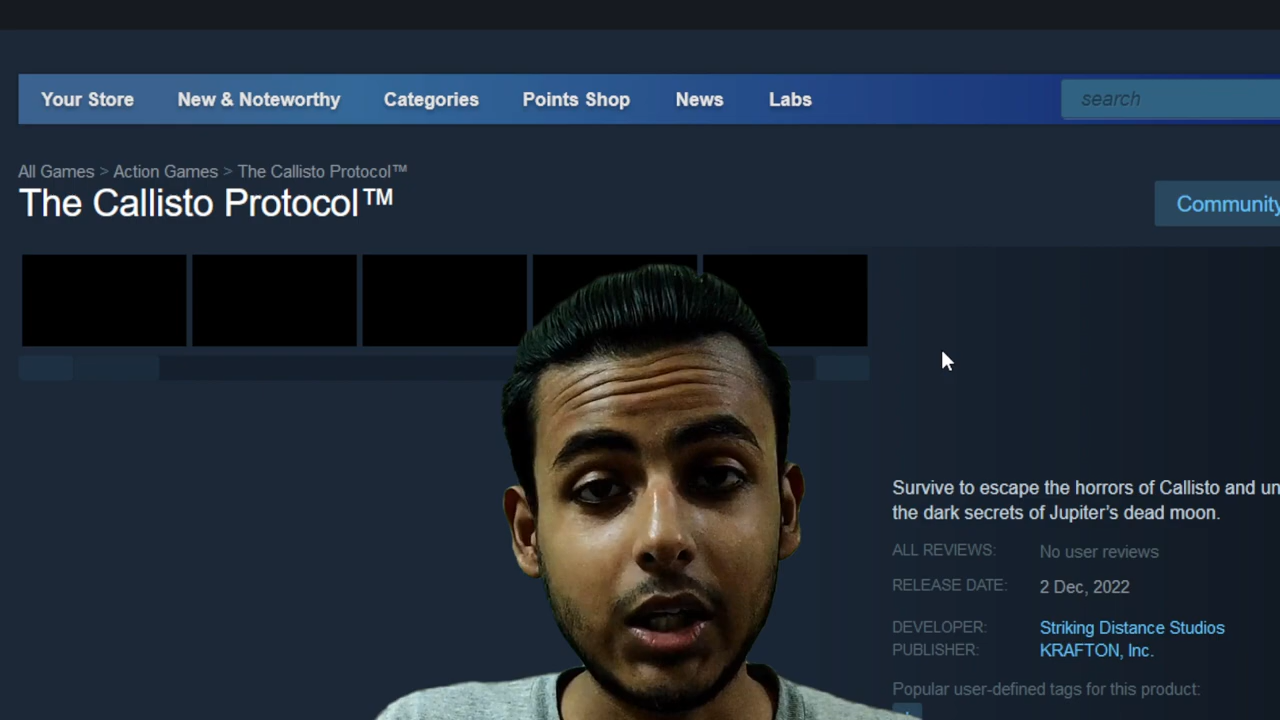 Your Store New & Noteworthy Categories Points Shop News Labs search
All Games > Action Games > The Callisto Protocol™
The Callisto Protocol™
Community
Survive to escape the horrors of Callisto and un
the dark secrets of Jupiter’s dead moon.
ALL REVIEWS: No user reviews
RELEASE DATE: 2 Dec, 2022
DEVELOPER: Striking Distance Studios
PUBLISHER: KRAFTON, Inc.
Popular user-defined tags for this product: